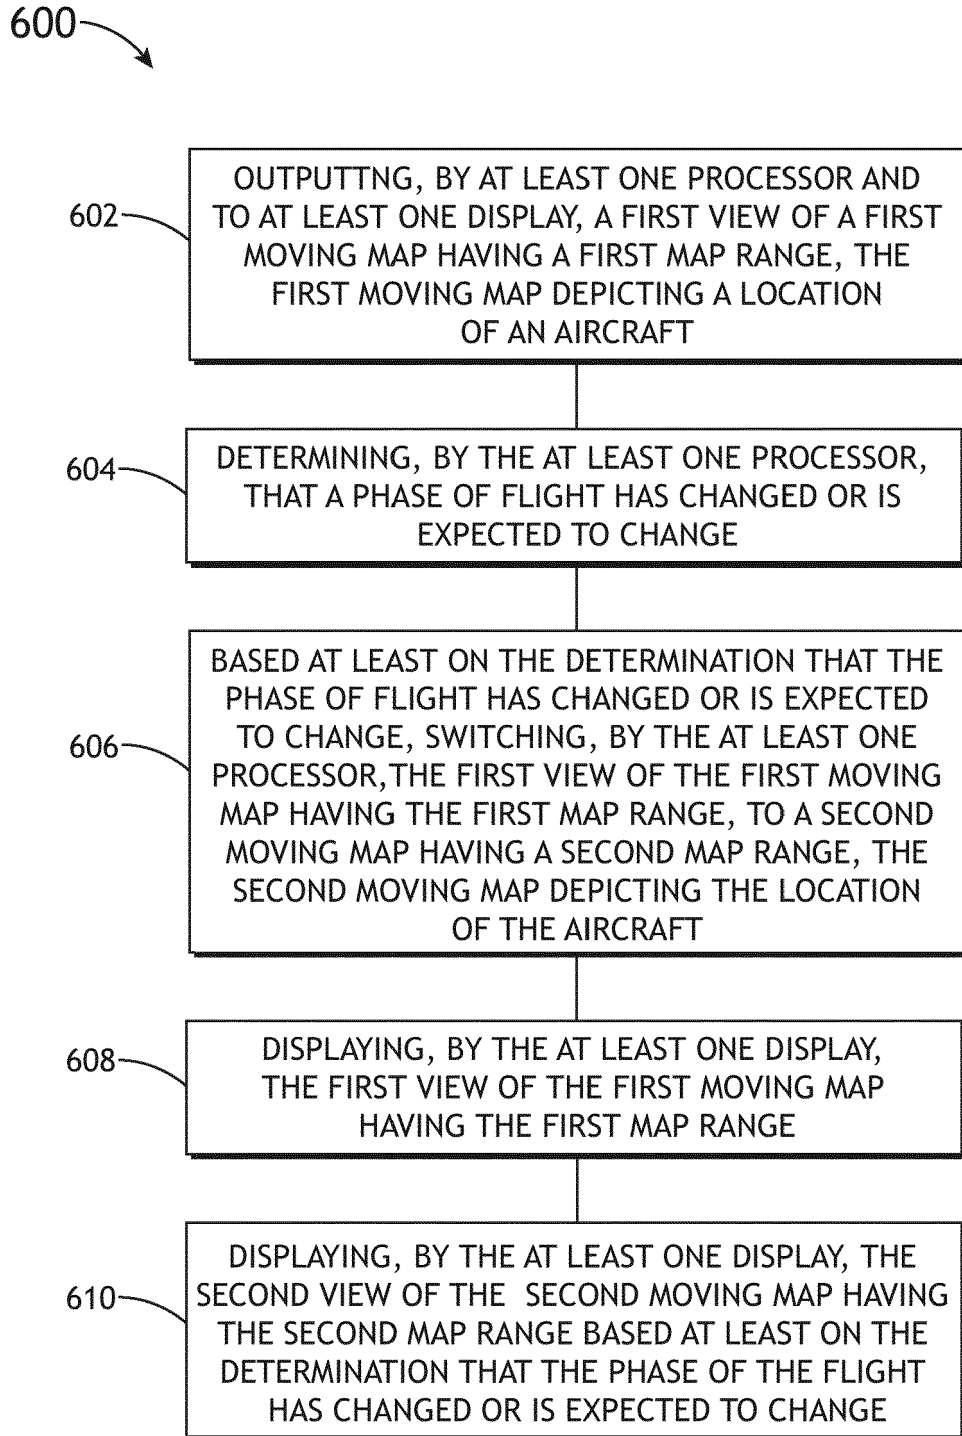 600
602
OUTPUTTNG, BY AT LEAST ONE PROCESSOR AND
TO AT LEAST ONE DISPLAY, A FIRST VIEW OF A FIRST
MOVING MAP HAVING A FIRST MAP RANGE, THE
FIRST MOVING MAP DEPICTING A LOCATION
OF AN AIRCRAFT
604
DETERMINING, BY THE AT LEAST ONE PROCESSOR,
THAT A PHASE OF FLIGHT HAS CHANGED OR IS
EXPECTED TO CHANGE
606
BASED AT LEAST ON THE DETERMINATION THAT THE
PHASE OF FLIGHT HAS CHANGED OR IS EXPECTED
TO CHANGE, SWITCHING, BY THE AT LEAST ONE
PROCESSOR,THE FIRST VIEW OF THE FIRST MOVING
MAP HAVING THE FIRST MAP RANGE, TO A SECOND
MOVING MAP HAVING A SECOND MAP RANGE, THE
SECOND MOVING MAP DEPICTING THE LOCATION
OF THE AIRCRAFT
608
DISPLAYING, BY THE AT LEAST ONE DISPLAY,
THE FIRST VIEW OF THE FIRST MOVING MAP
HAVING THE FIRST MAP RANGE
610
DISPLAYING, BY THE AT LEAST ONE DISPLAY, THE
SECOND VIEW OF THE SECOND MOVING MAP HAVING
THE SECOND MAP RANGE BASED AT LEAST ON THE
DETERMINATION THAT THE PHASE OF THE FLIGHT
HAS CHANGED OR IS EXPECTED TO CHANGE